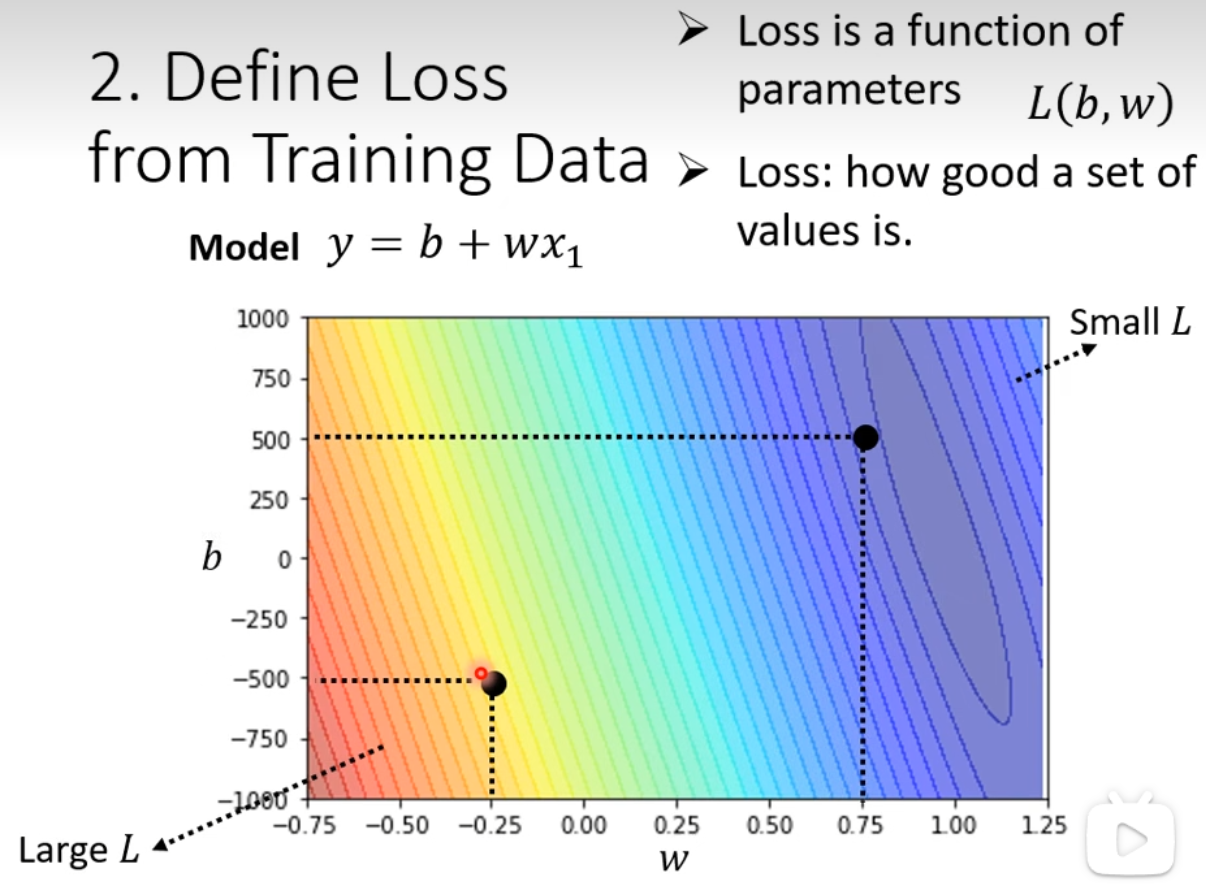 2. Define Loss
from Training Data
➤ Loss is a function of
parameters L(b, w)
➤ Loss: how good a set of
values is.
Model y = b + wx₁
1000
750
500
250
0
−250
−500
−750
−1000
b
−0.75 −0.50 −0.25 0.00 0.25 0.50 0.75 1.00 1.25
w
Small L
Large L